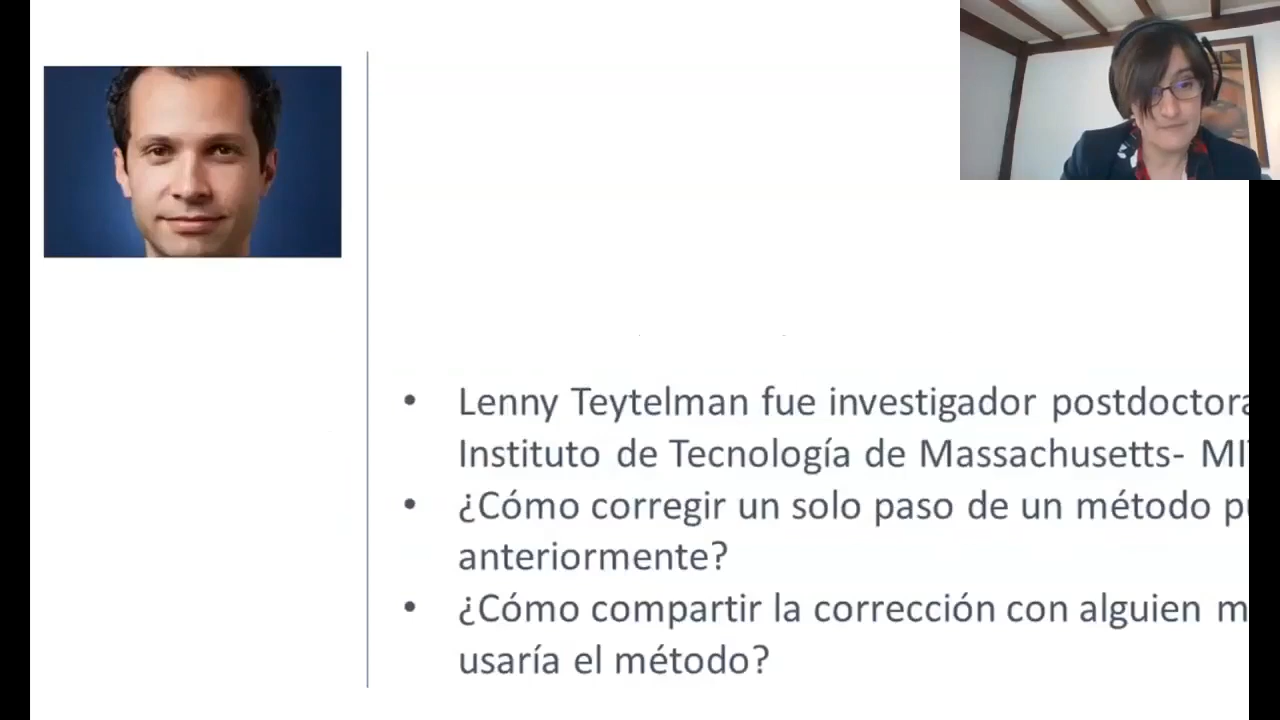 • Lenny Teytelman fue investigador postdoctora
Instituto de Tecnología de Massachusetts- MI
• ¿Cómo corregir un solo paso de un método
anteriormente?
• ¿Cómo compartir la corrección con alguien
usaría el método?